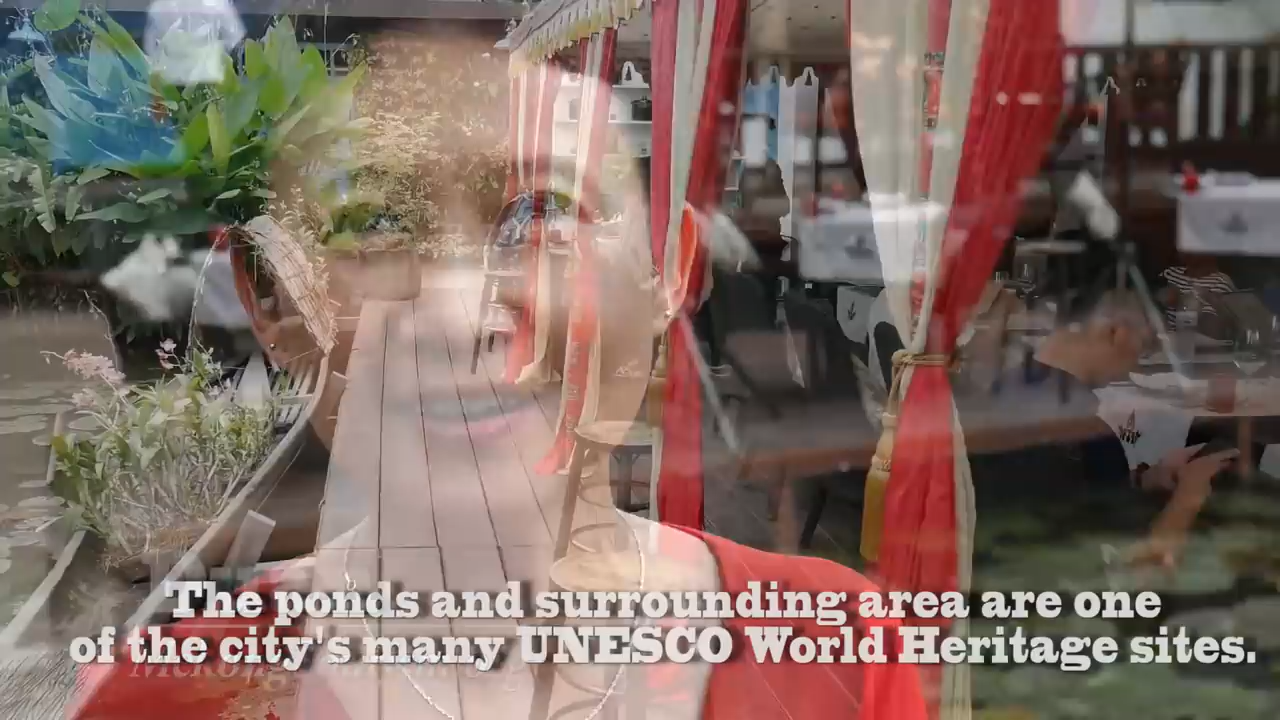 The ponds and surrounding area are one
of the city's many UNESCO World Heritage sites.